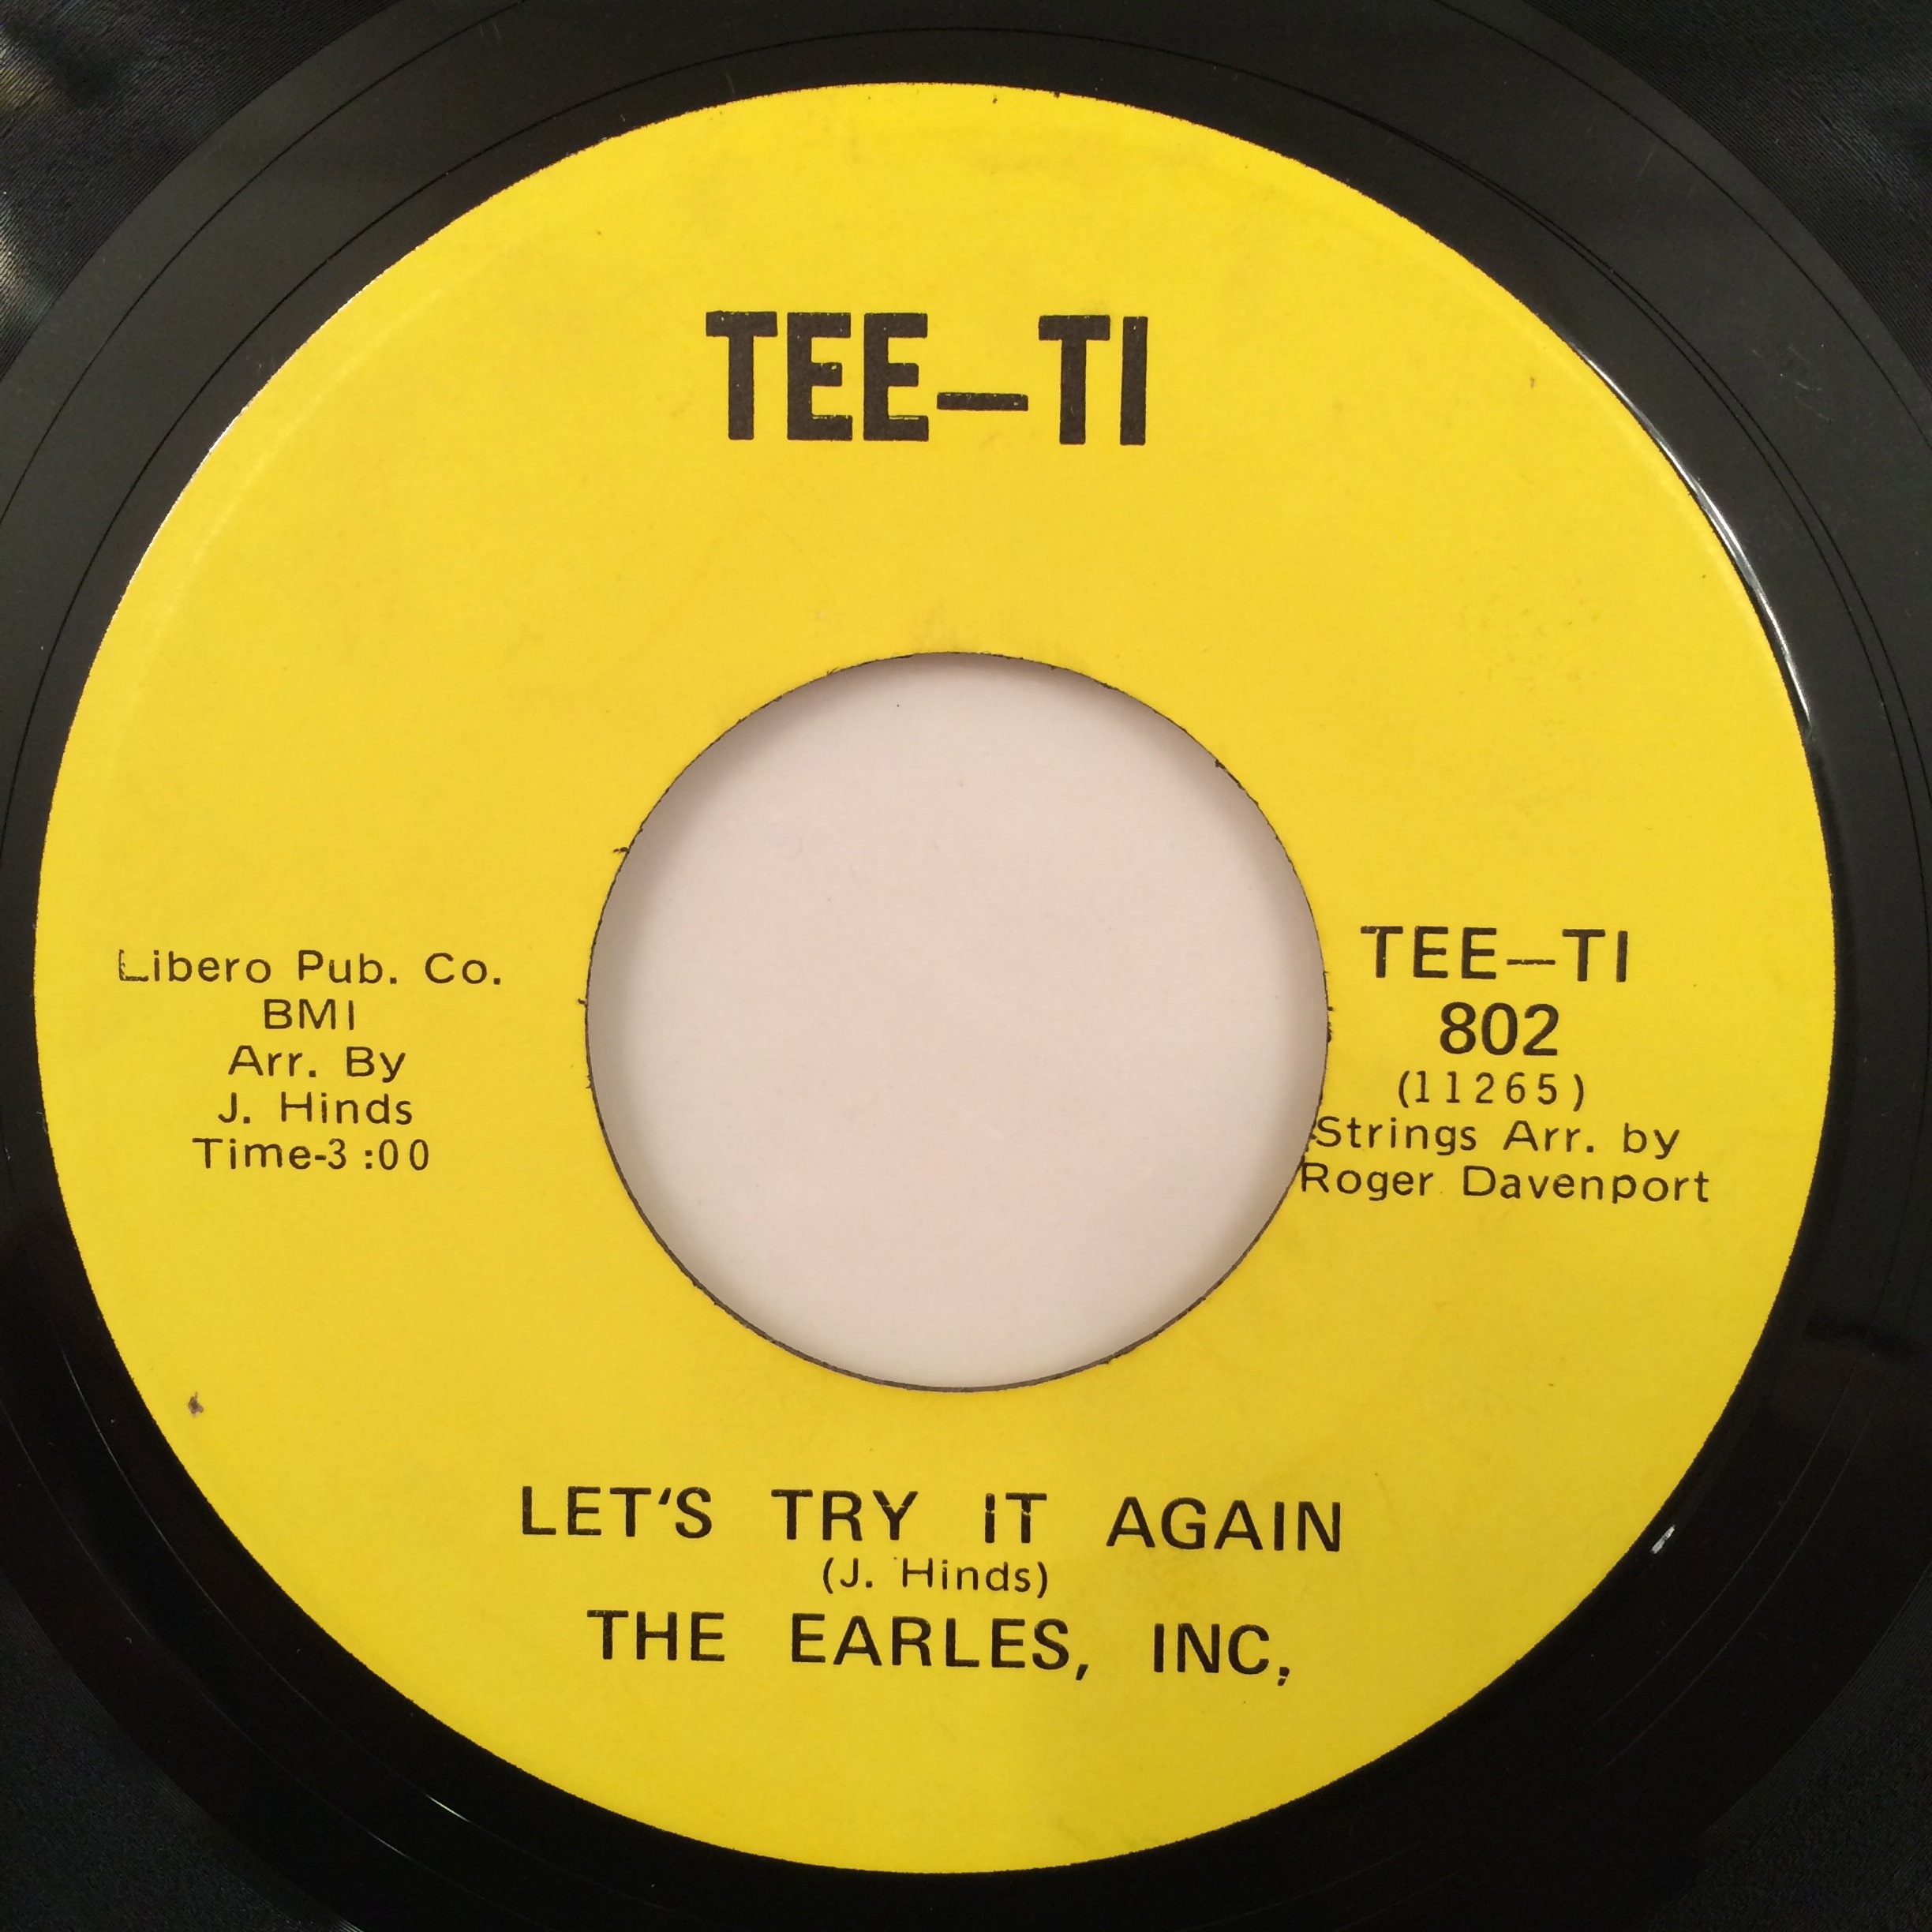 TEE–TI
Libero Pub. Co.
BMI
Arr. By
J. Hinds
Time-3:00
TEE–TI
802
(11265)
Strings Arr. by
Roger Davenport
LET'S TRY IT AGAIN
(J. Hinds)
THE EARLES, INC.